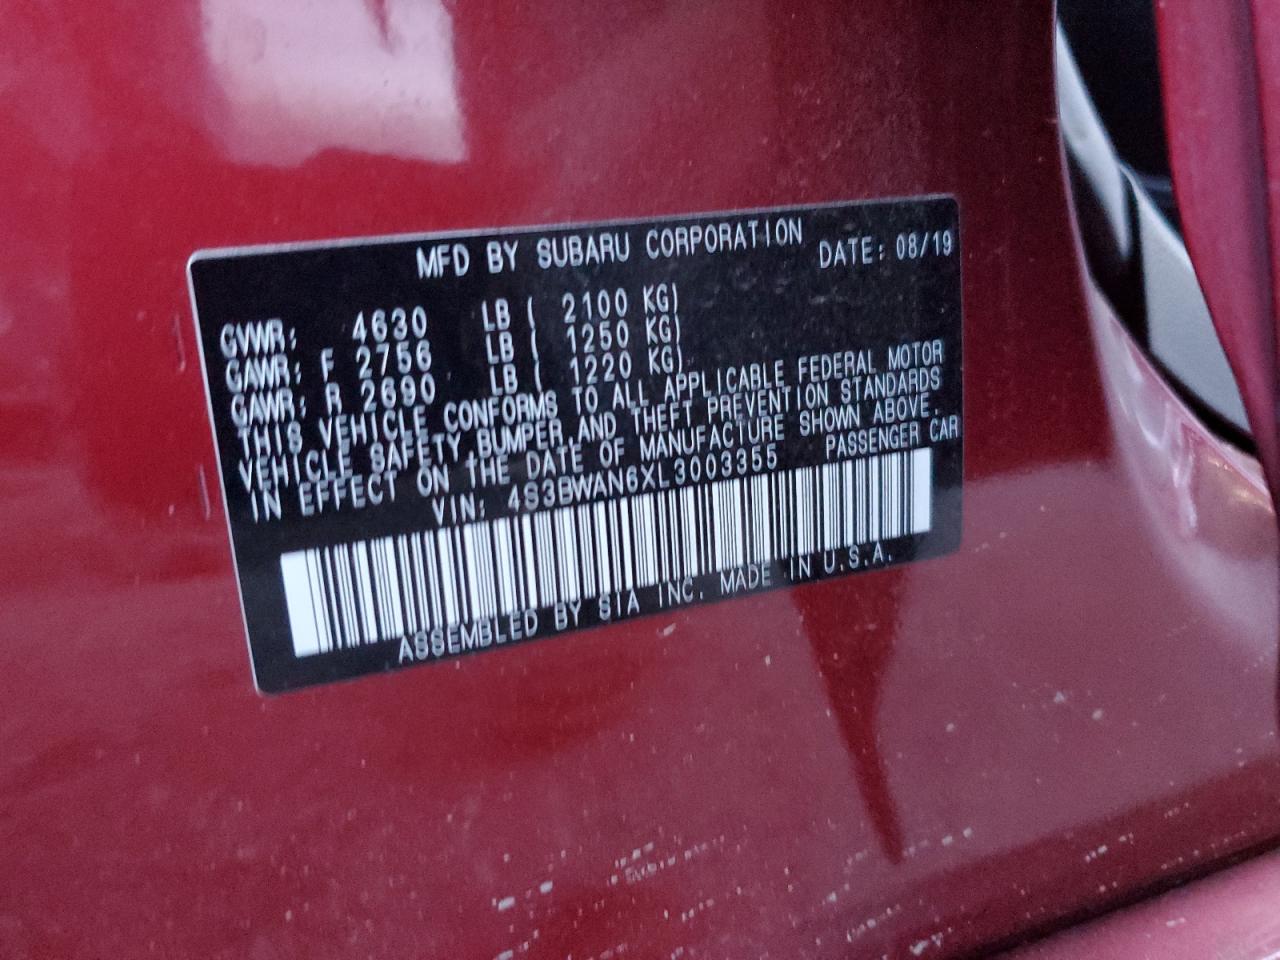 MFD BY SUBARU CORPORATION DATE: 08/19
GVWR: 4630 LB ( 2100 KG)
GAWR: F 2756 LB ( 1250 KG)
GAWR: R 2690 LB ( 1220 KG)
THIS VEHICLE CONFORMS TO ALL APPLICABLE FEDERAL MOTOR
VEHICLE SAFETY,BUMPER,AND THEFT PREVENTION STANDARDS
IN EFFECT ON THE DATE OF MANUFACTURE SHOWN ABOVE.
VIN: 4S3BWAN6XL3003355 PASSENGER CAR
ASSEMBLED BY SIA INC. MADE IN U.S.A.